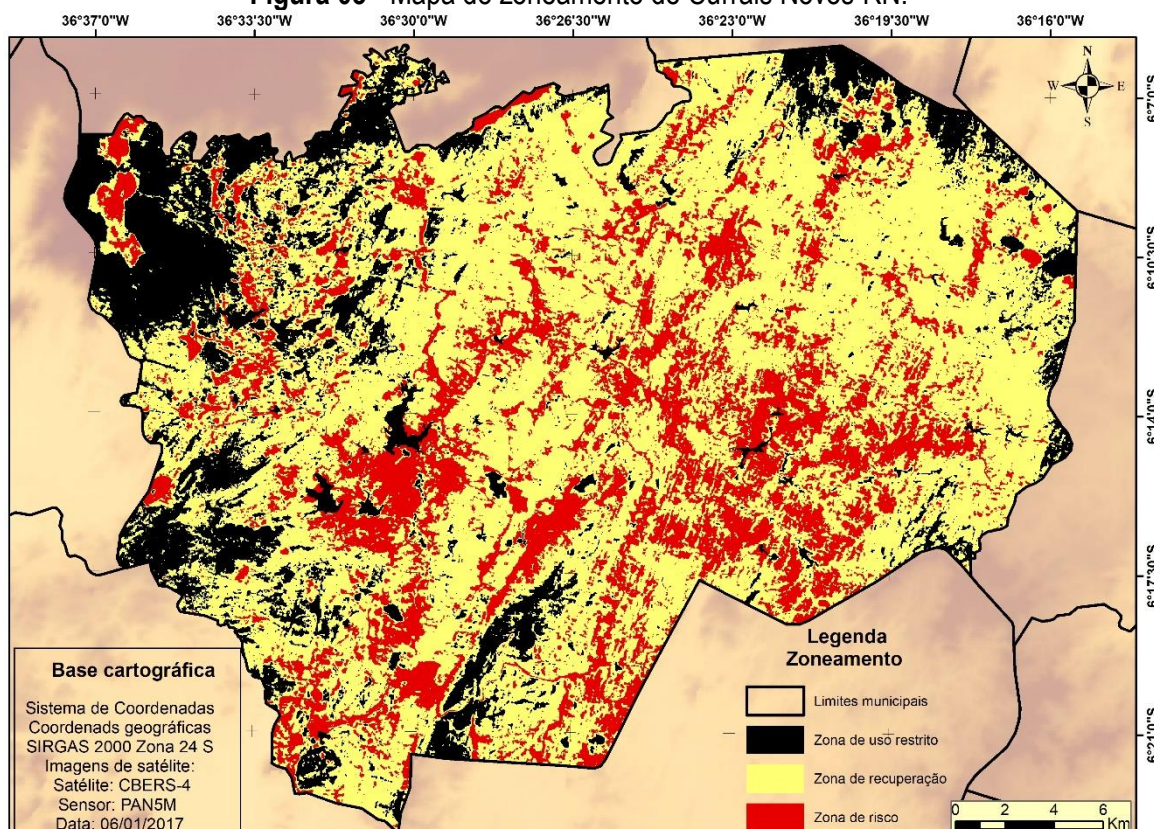 Figura - Mapa de zoneamento de Currais Novos RN.
36°37'0"W 36°33'30"W 36°30'0"W 36°26'30"W 36°23'0"W 36°19'30"W 36°16'0"W
N
W E
S
6°7'0"S
6°10'30"S
6°14'0"S
6°17'30"S
6°21'0"S
Base cartográfica
Sistema de Coordenadas
Coordenads geográficas
SIRGAS 2000 Zona 24 S
Imagens de satélite:
Satélite: CBERS-4
Sensor: PAN5M
Data: 06/01/2017
Legenda
Zoneamento
Limites municipais
Zona de uso restrito
Zona de recuperação
Zona de risco
0 2 4 6
Km